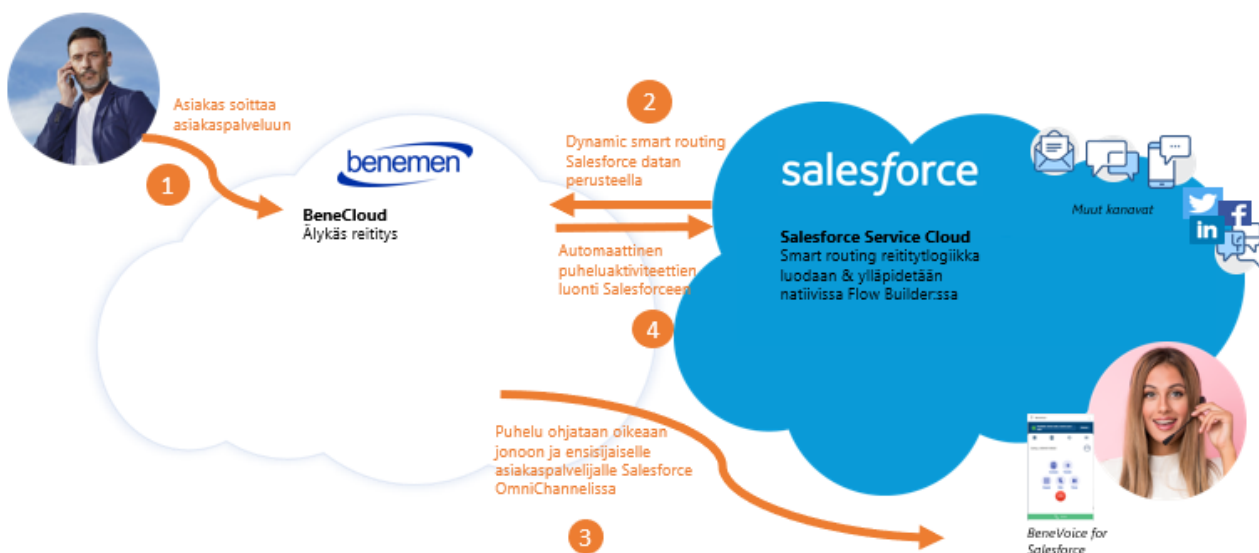 Asiakas soittaa
asiakaspalveluun
1
benemen
BeneCloud
Älykäs reititys
2
Dynamic smart routing
Salesforce datan
perusteella
Automaattinen
puheluaktiviteettien
luonti Salesforceen
4
salesforce
Salesforce Service Cloud
Smart routing reititytlogiikka
luodaan & ylläpidetään
natiivissa Flow Builder:ssa
Muut kanavat
in
f
Puhelu ohjataan oikeaan
jonoon ja ensisijaiselle
asiakaspalvelijalle Salesforce
OmniChannelissa
3
BeneVoice for
Salesforce